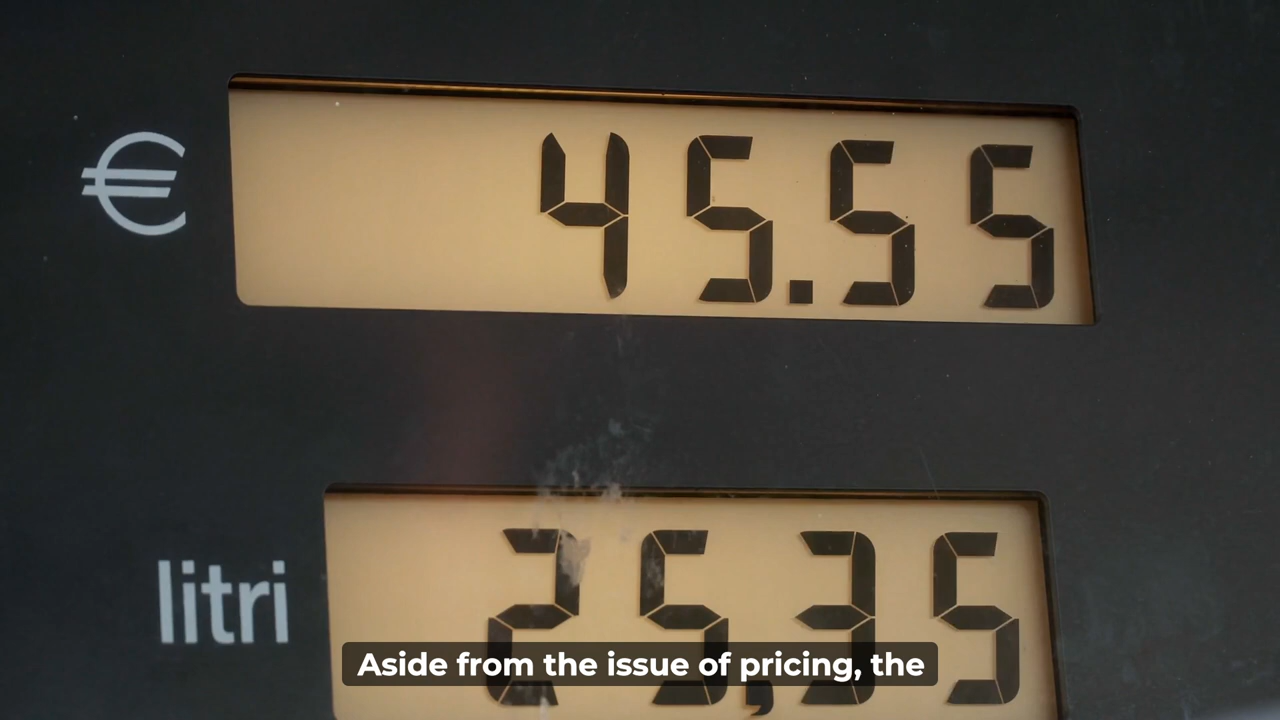 € 45.55
litri 25,35
Aside from the issue of pricing, the